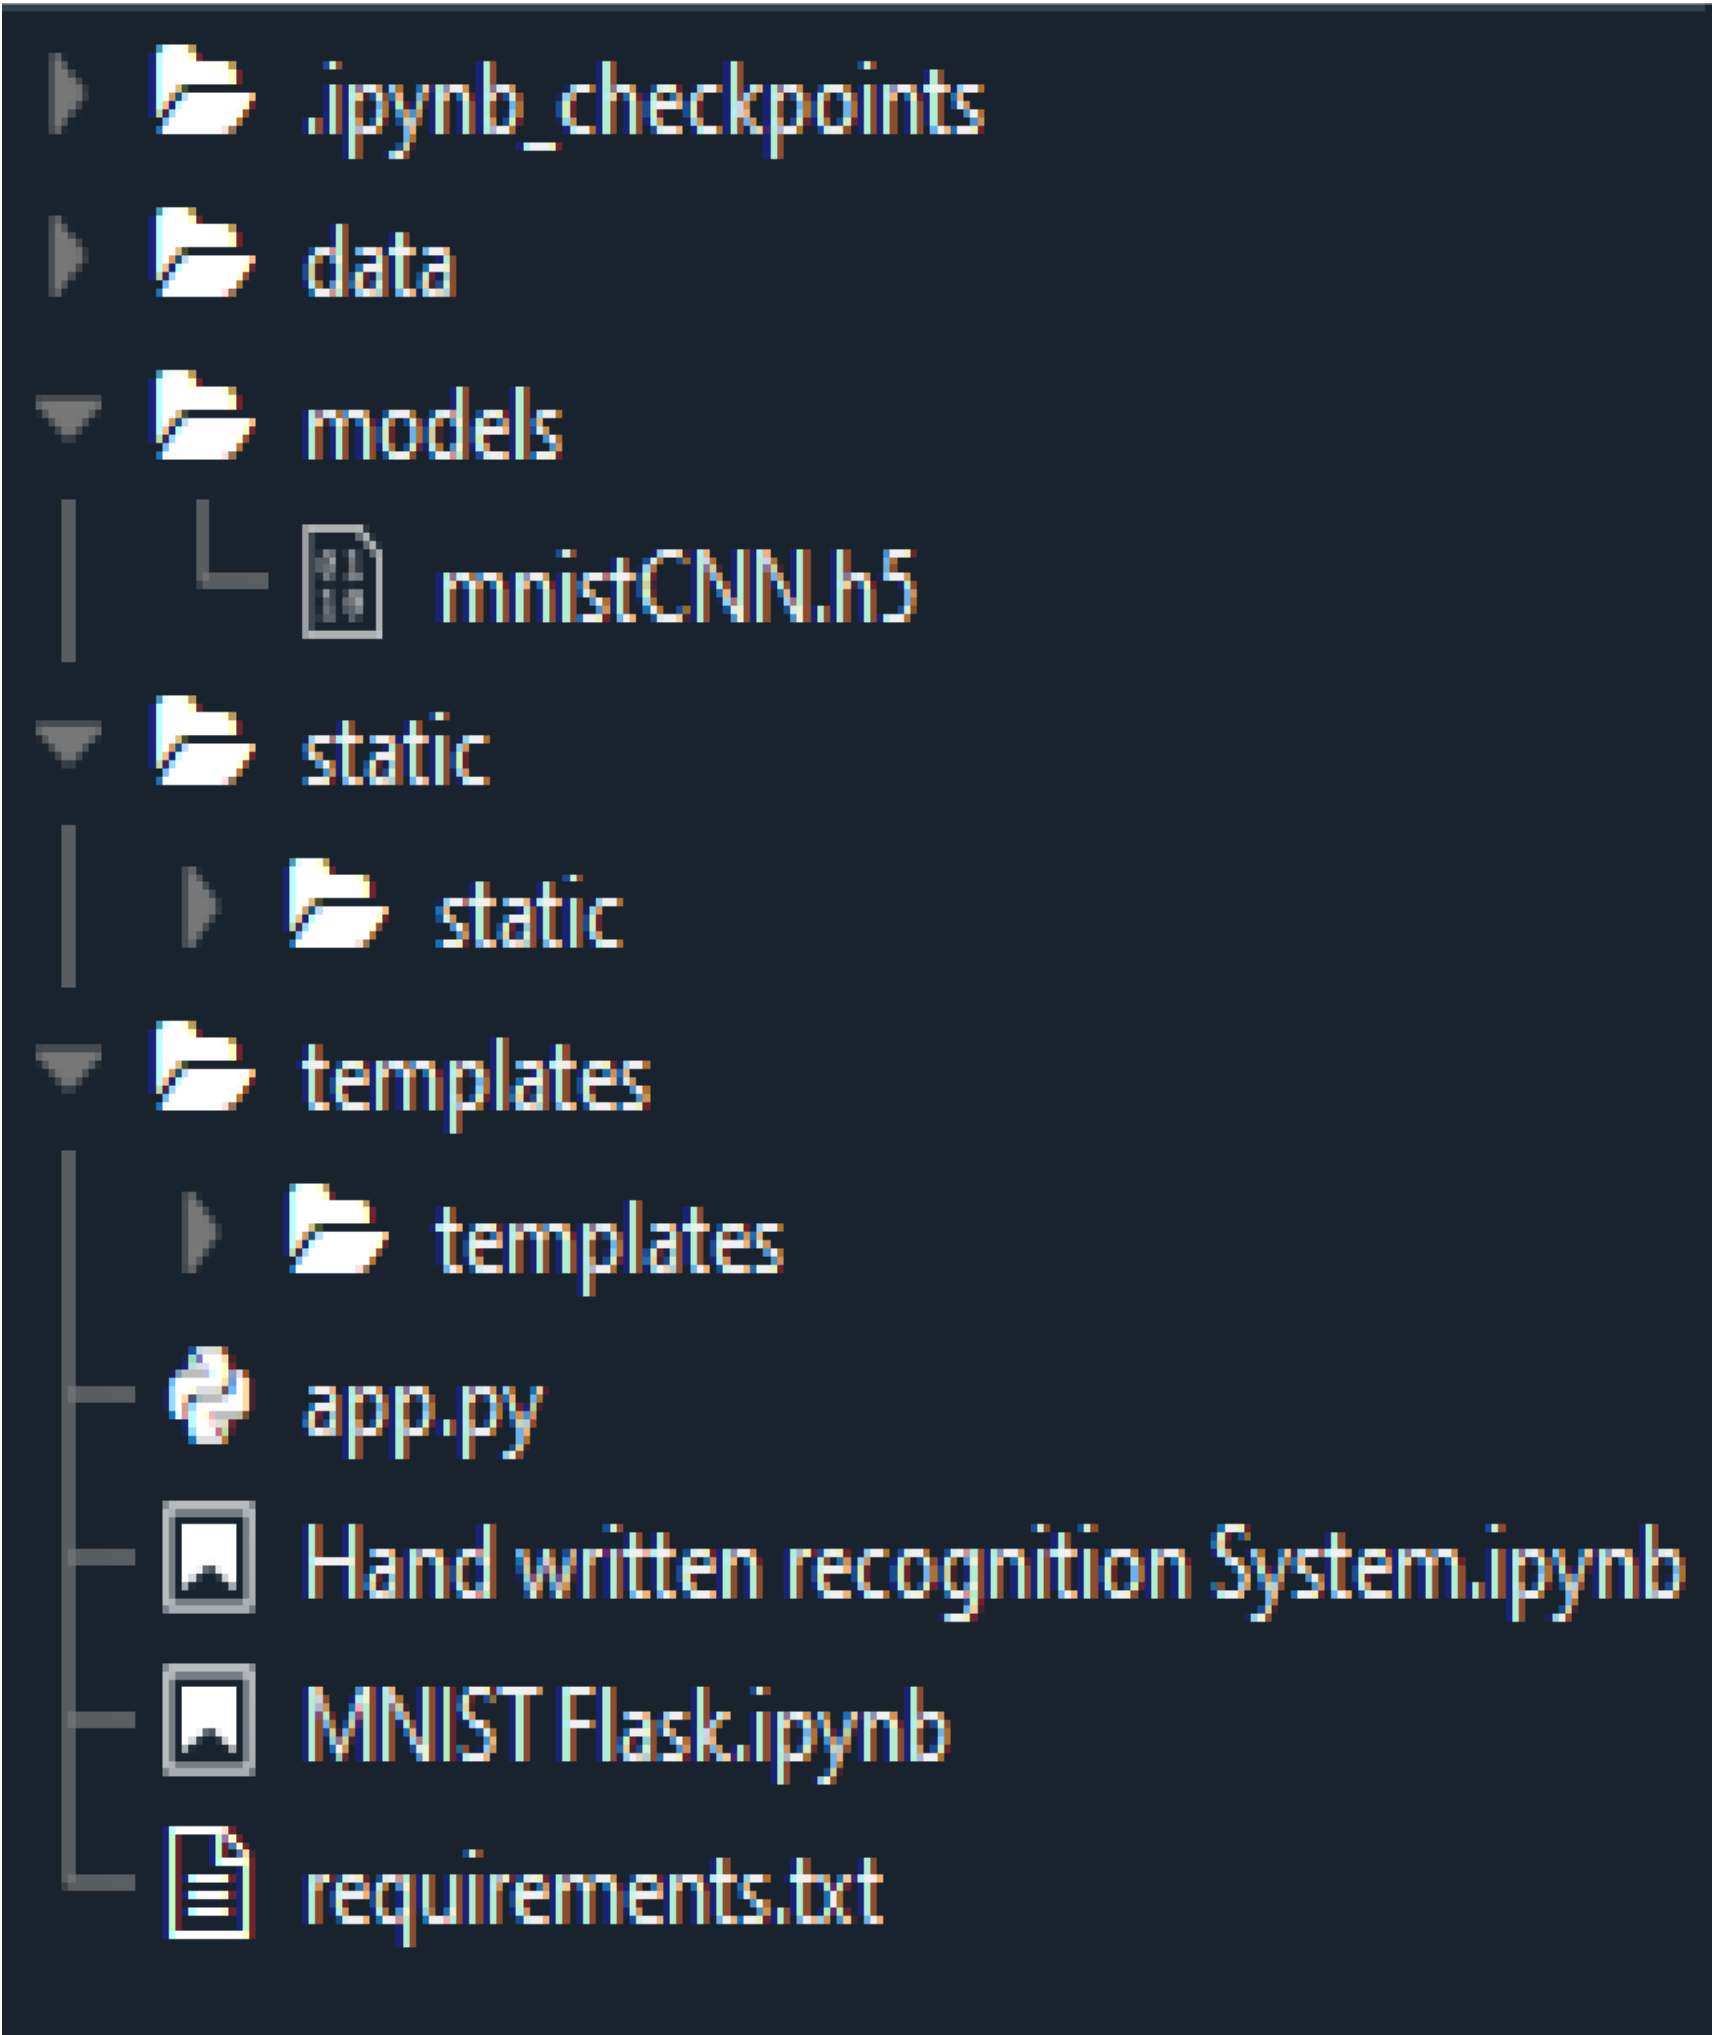 .ipynb_checkpoints
data
models
mnistCNN.h5
static
static
templates
templates
app.py
Hand written recognition System.ipynb
MNIST Flask.ipynb
requirements.txt